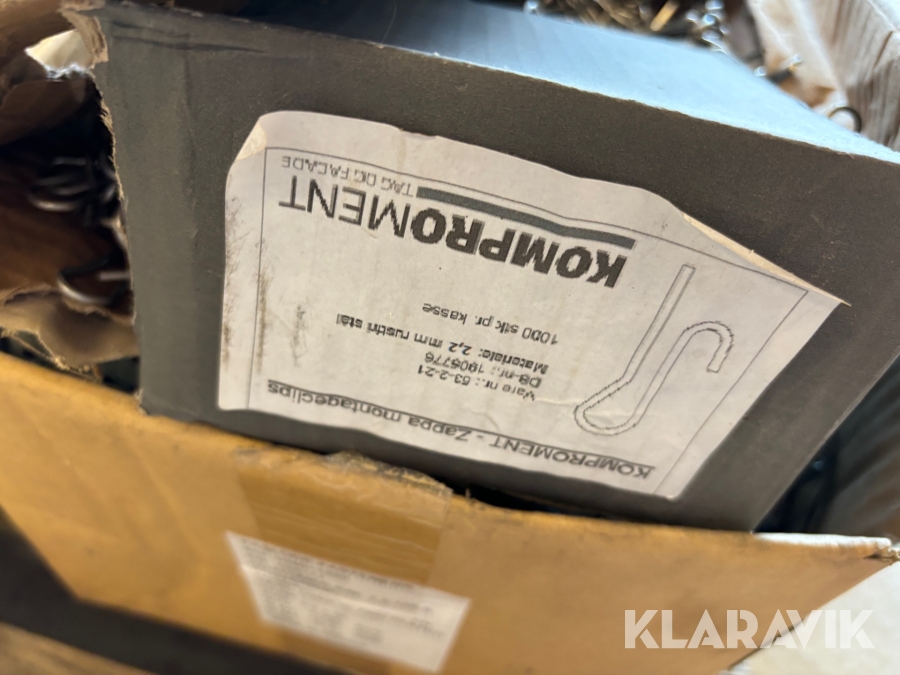 KOMPROMENT - Zappa montageclips
Vare nr.: 53-2-21
DB-nr.: 1905776
Materiale: 2,2 mm rustfri stål
1000 stk pr. kasse
KOMPROMENT
TAG OG FACADE
KLARAVIK